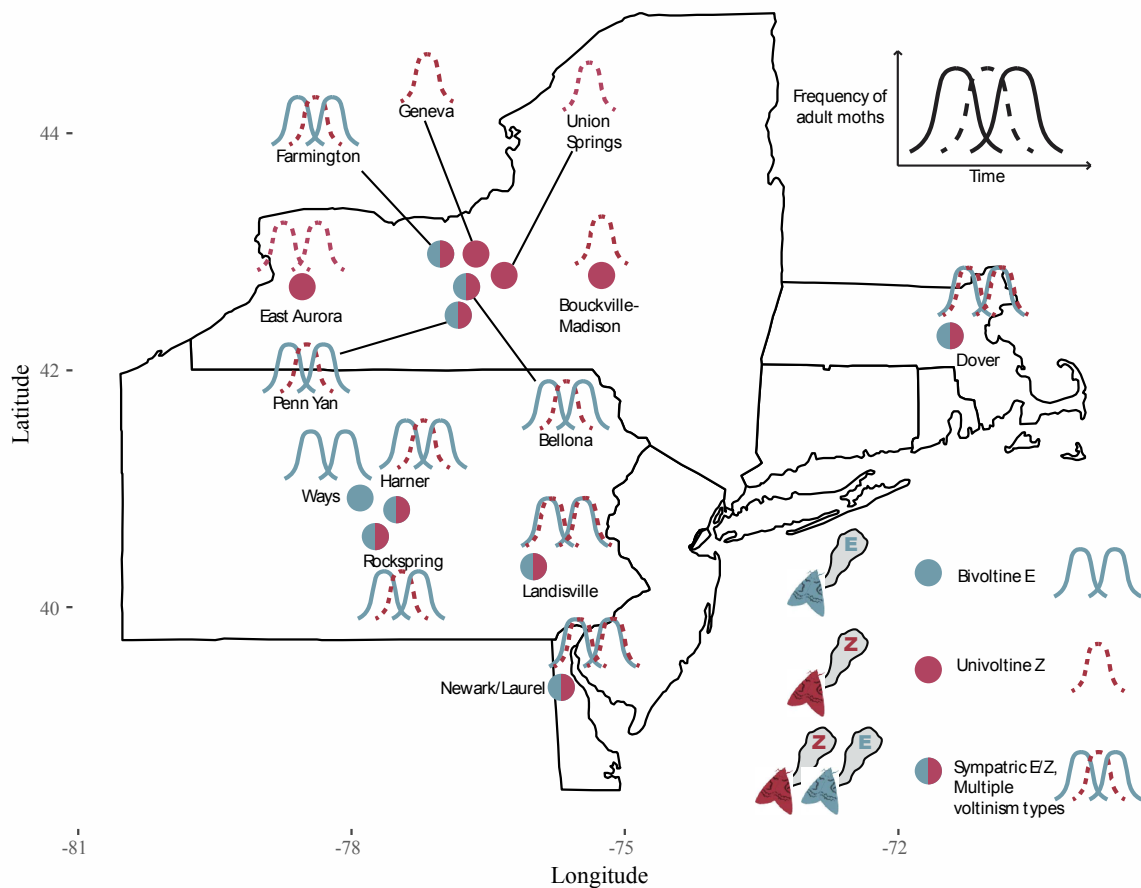 Geneva
Union
Springs
Farmington
Frequency of
adult moths
Time
44
East Aurora
Bouckville-
Madison
Dover
42
Latitude
Penn Yan
Bellona
Harner
Ways
Rockspring
Landisville
E
Bivoltine E
40
Z
Univoltine Z
Newark/Laurel
Z
E
Sympatric E/Z,
Multiple
voltinism types
-81
-78
-75
-72
Longitude